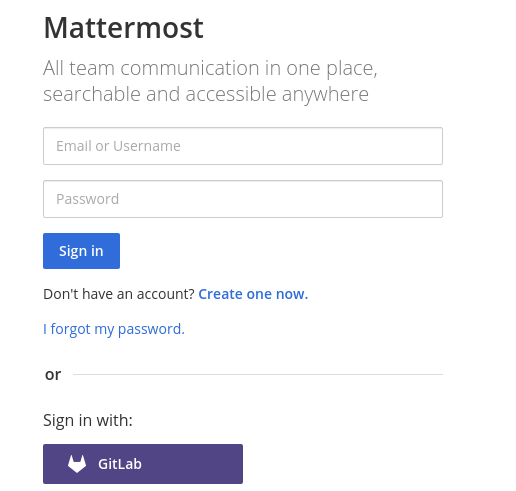 Mattermost
All team communication in one place,
searchable and accessible anywhere
Email or Username
Password
Sign in
Don't have an account? Create one now.
I forgot my password.
or
Sign in with:
GitLab